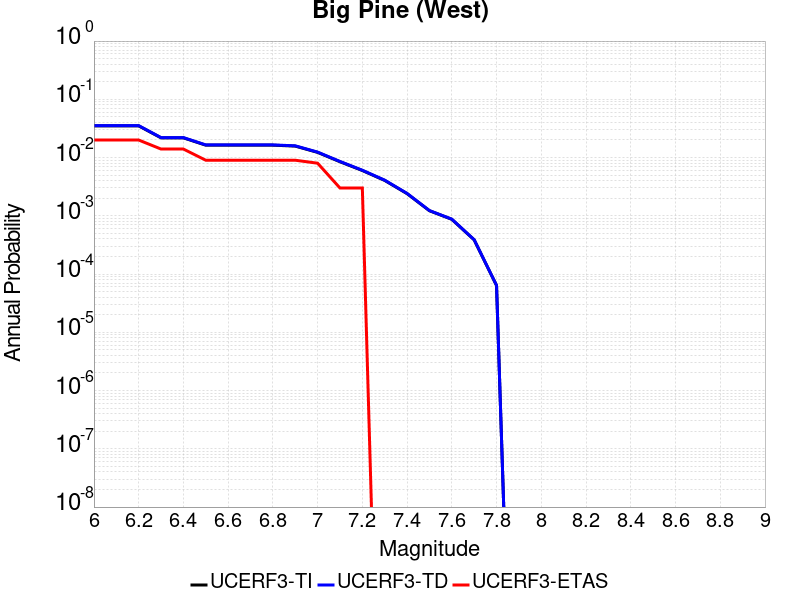 Big Pine (West)
10^0
10^-1
10^-2
10^-3
10^-4
10^-5
10^-6
10^-7
10^-8
Annual Probability
6 6.2 6.4 6.6 6.8 7 7.2 7.4 7.6 7.8 8 8.2 8.4 8.6 8.8 9
Magnitude
UCERF3-TI UCERF3-TD UCERF3-ETAS